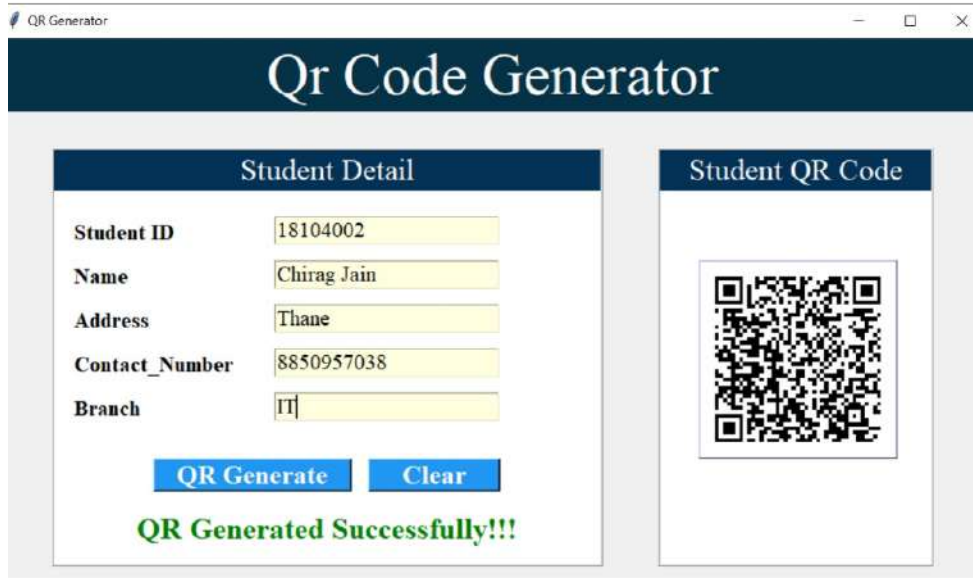 QR Generator
Qr Code Generator
Student Detail
Student ID 18104002
Name Chirag Jain
Address Thane
Contact_Number 8850957038
Branch IT
QR Generate Clear
QR Generated Successfully!!!
Student QR Code